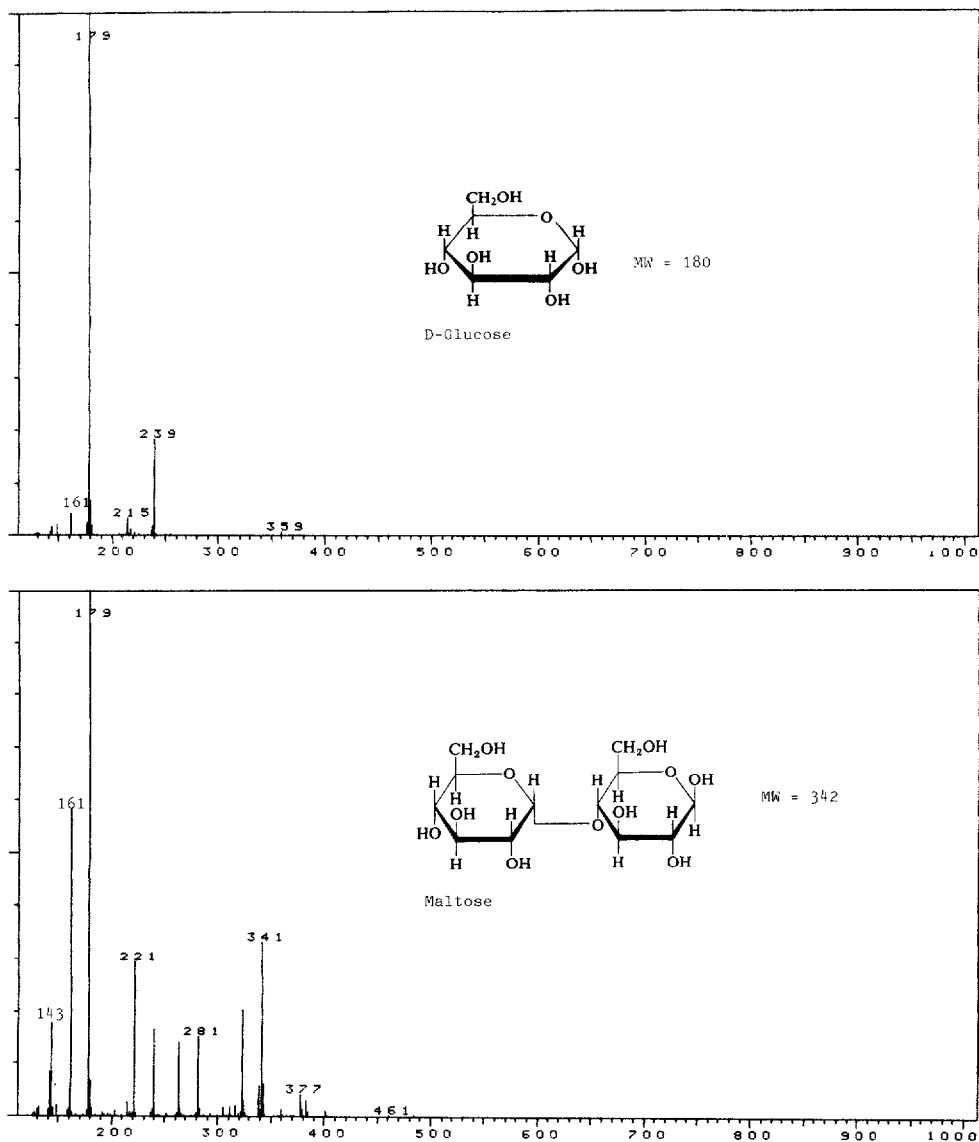 179
CH₂OH
O
H
H
H
OH
H
HO
OH
H
OH
MW = 180
D-Glucose
239
161
215
359
200 300 400 500 600 700 800 900 1000
179
CH₂OH
CH₂OH
O
H
O
OH
H
H
H
H
OH
H
OH
H
HO
O
H
H
OH
H
OH
MW = 342
Maltose
161
341
221
143
281
377
461
200 300 400 500 600 700 800 900 1000